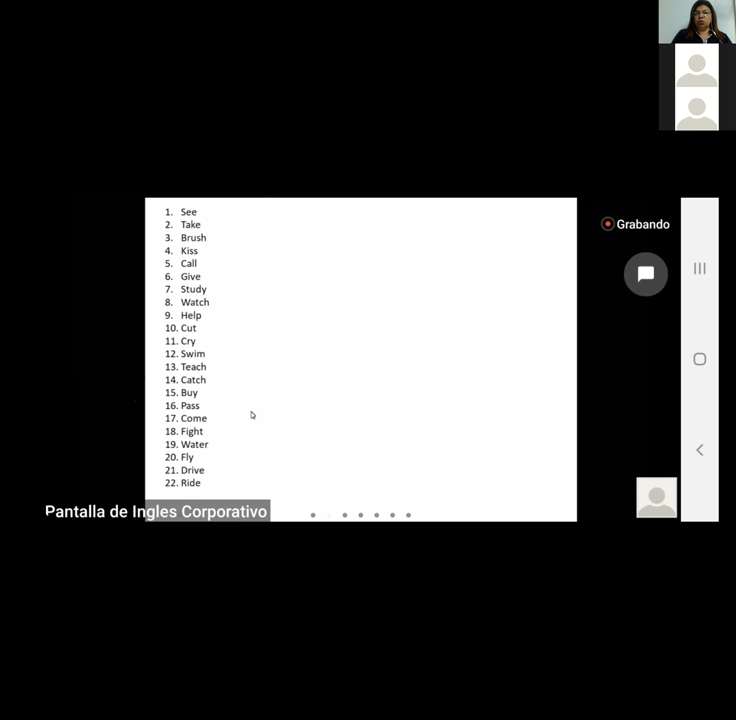 1. See
2. Take
3. Brush
4. Kiss
5. Call
6. Give
7. Study
8. Watch
9. Help
10. Cut
11. Cry
12. Swim
13. Teach
14. Catch
15. Buy
16. Pass
17. Come
18. Fight
19. Water
20. Fly
21. Drive
22. Ride
Grabando
Pantalla de Ingles Corporativo